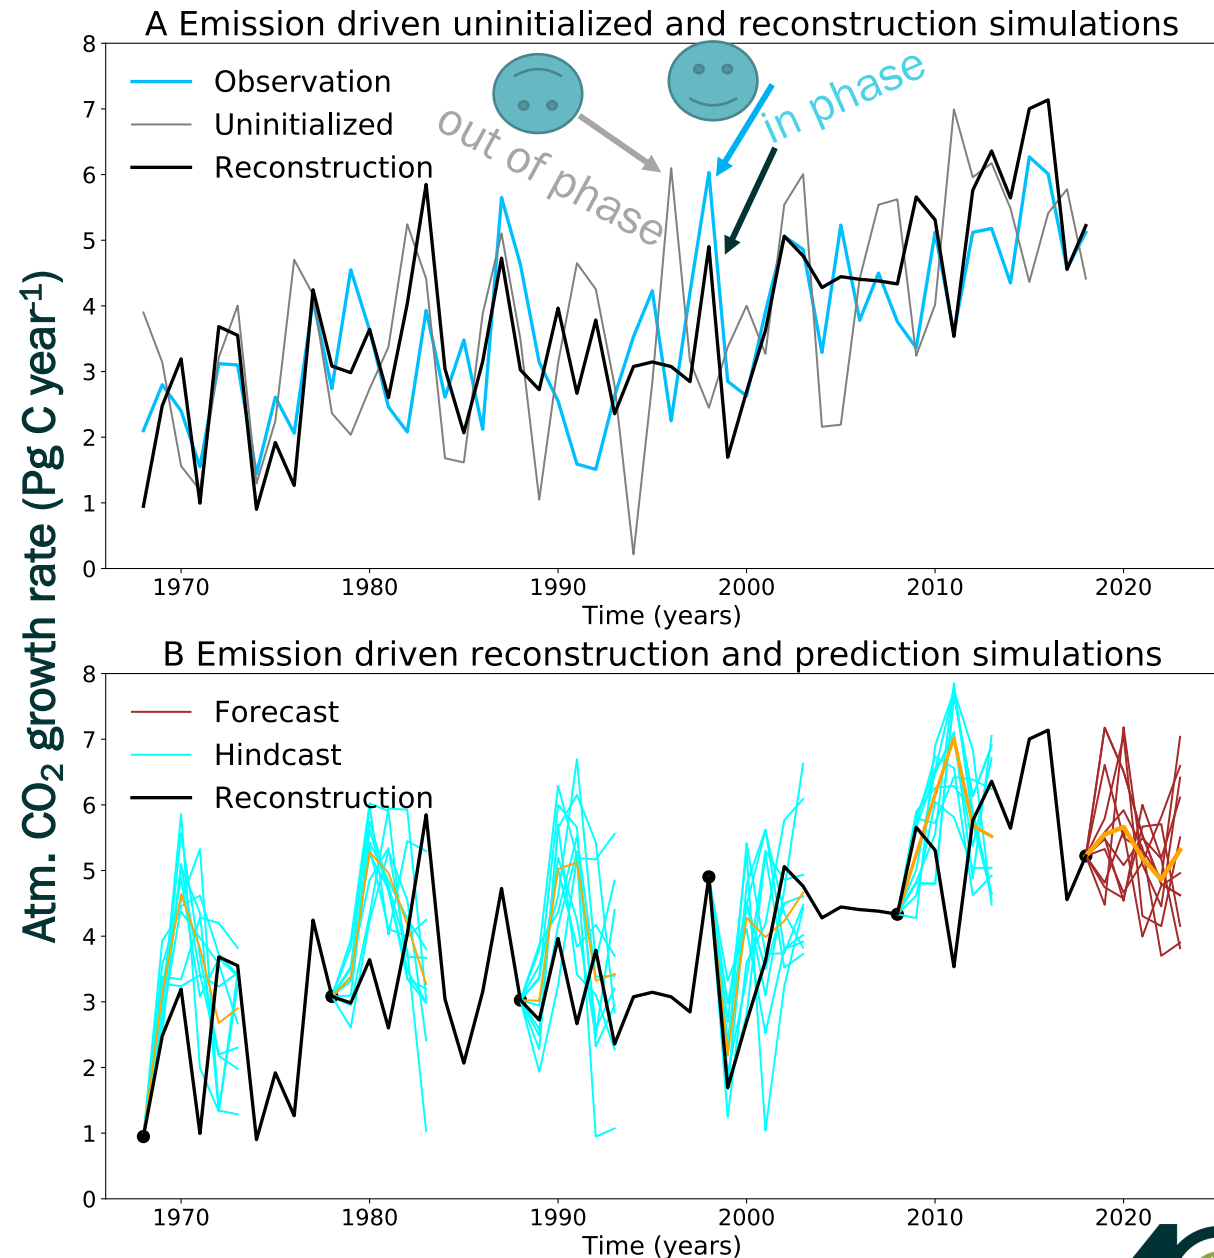 A Emission driven uninitialized and reconstruction simulations
8
7
6
5
4
3
2
1
0
Observation
Uninitialized
Reconstruction
out of phase
in phase
1970
1980
1990
2000
2010
2020
Time (years)
Atm. CO₂ growth rate (Pg C year⁻¹)
B Emission driven reconstruction and prediction simulations
8
7
6
5
4
3
2
1
0
Forecast
Hindcast
Reconstruction
1970
1980
1990
2000
2010
2020
Time (years)